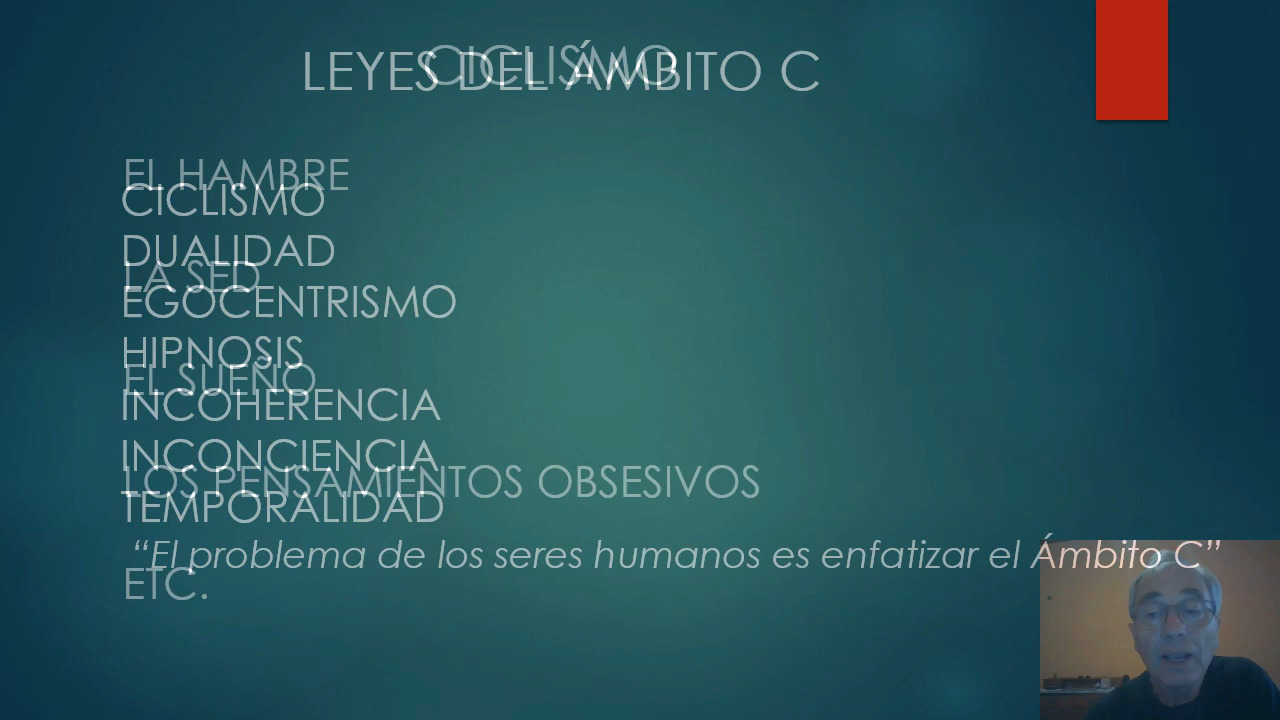 LEYES DEL ÁMBITO C
CICLISMO
EL HAMBRE
CICLISMO
DUALIDAD
LA SED
EGOCENTRISMO
HIPNOSIS
EL SUEÑO
INCOHERENCIA
INCONCIENCIA
LOS PENSAMIENTOS OBSESIVOS
TEMPORALIDAD
“El problema de los seres humanos es enfatizar el Ámbito C”
ETC.